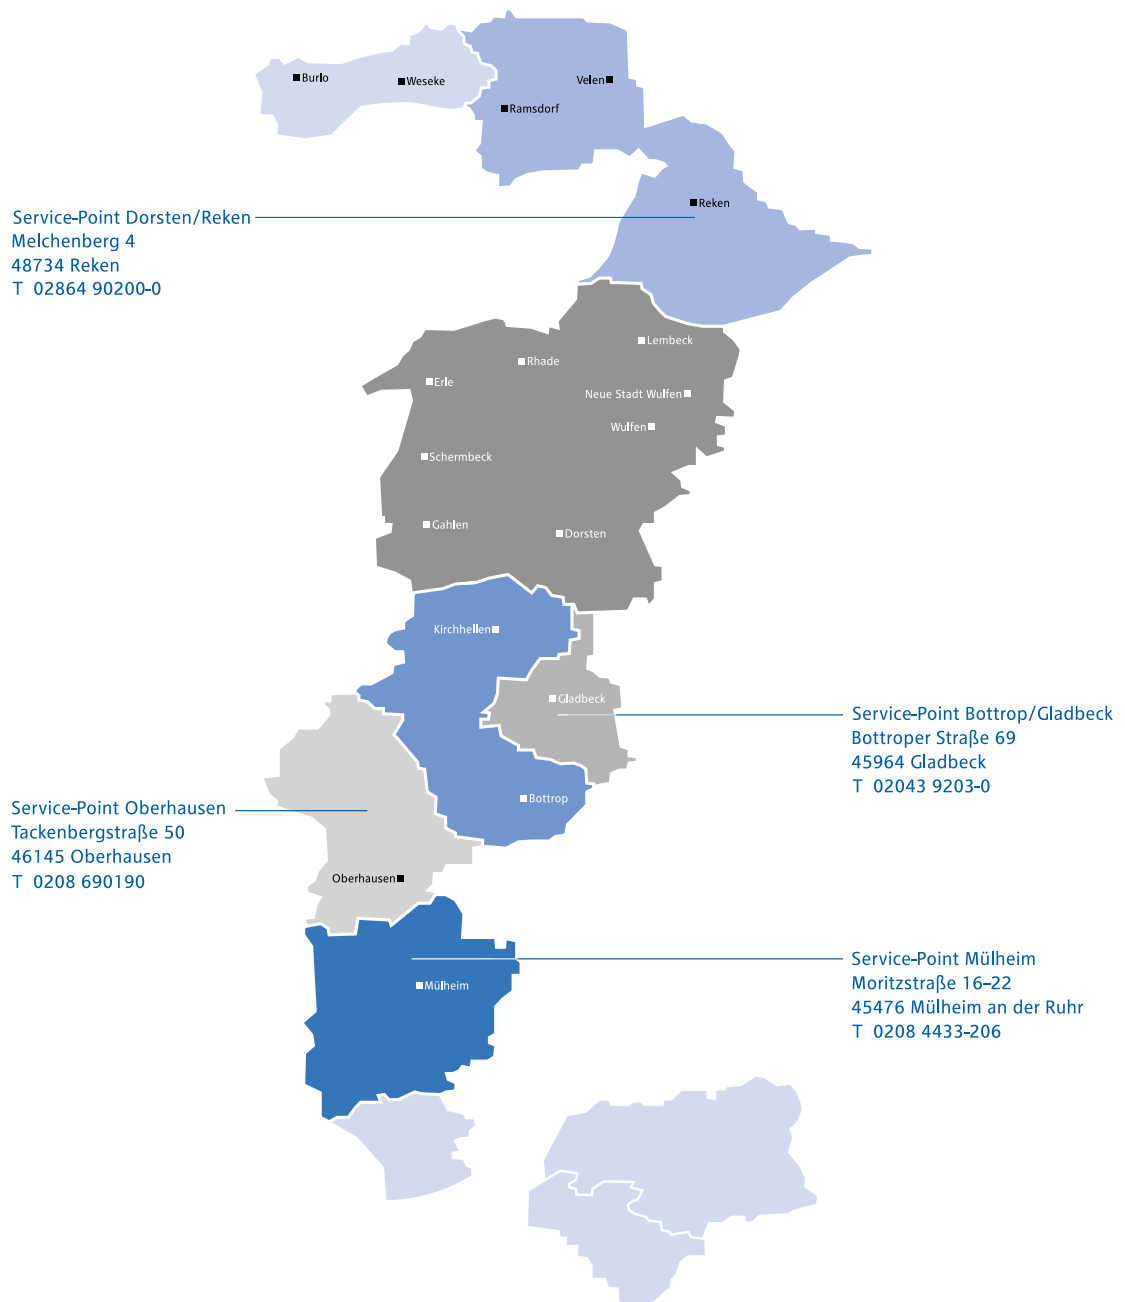 Burlo
Weseke
Velen
Ramsdorf
Reken
Service-Point Dorsten/Reken
Melchenberg 4
48734 Reken
T 02864 90200-0
Lembeck
Rhade
Erle
Neue Stadt Wulfen
Wulfen
Schermbeck
Gahlen
Dorsten
Kirchhellen
Gladbeck
Service-Point Bottrop/Gladbeck
Bottroper Straße 69
45964 Gladbeck
T 02043 9203-0
Bottrop
Service-Point Oberhausen
Tackenbergstraße 50
46145 Oberhausen
T 0208 690190
Oberhausen
Service-Point Mülheim
Moritzstraße 16–22
45476 Mülheim an der Ruhr
T 0208 4433-206
Mülheim